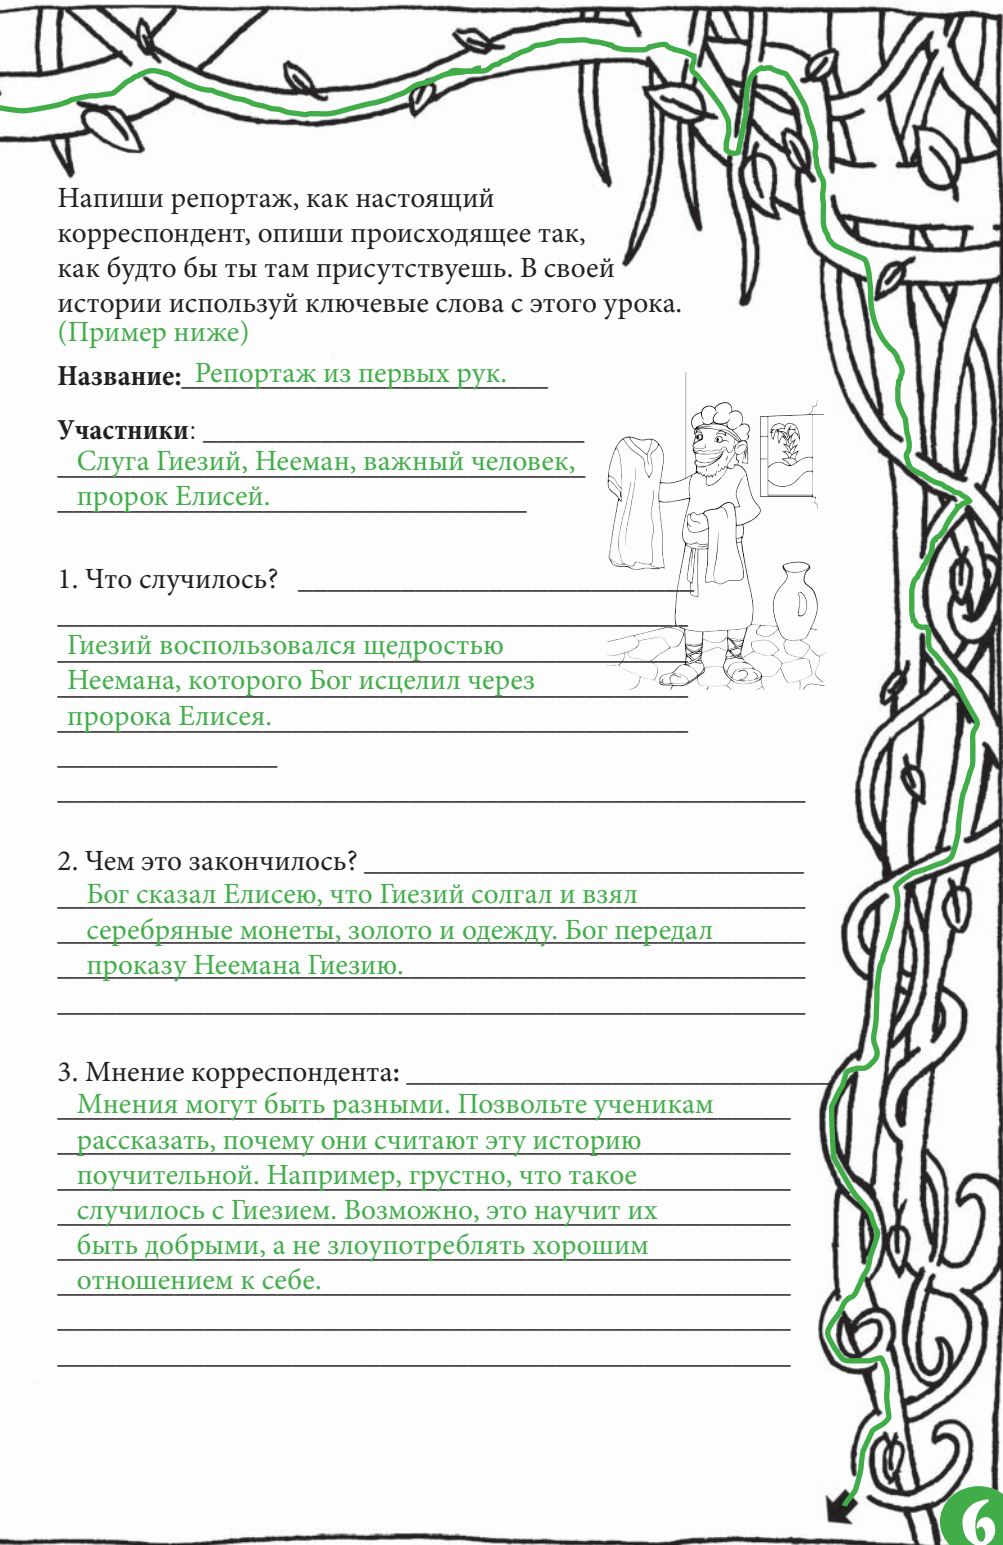 Напиши репортаж, как настоящий
корреспондент, опиши происходящее так,
как будто бы ты там присутствуешь. В своей
истории используй ключевые слова с этого урока.
(Пример ниже)
Название: Репортаж из первых рук.
Участники:
Слуга Гиезий, Нееман, важный человек,
пророк Елисей.
1. Что случилось?
Гиезий воспользовался щедростью
Неемана, которого Бог исцелил через
пророка Елисея.
2. Чем это закончилось?
Бог сказал Елисею, что Гиезий солгал и взял
серебряные монеты, золото и одежду. Бог передал
проказу Неемана Гиезию.
3. Мнение корреспондента:
Мнения могут быть разными. Позвольте ученикам
рассказать, почему они считают эту историю
поучительной. Например, грустно, что такое
случилось с Гиезием. Возможно, это научит их
быть добрыми, а не злоупотреблять хорошим
отношением к себе.
6